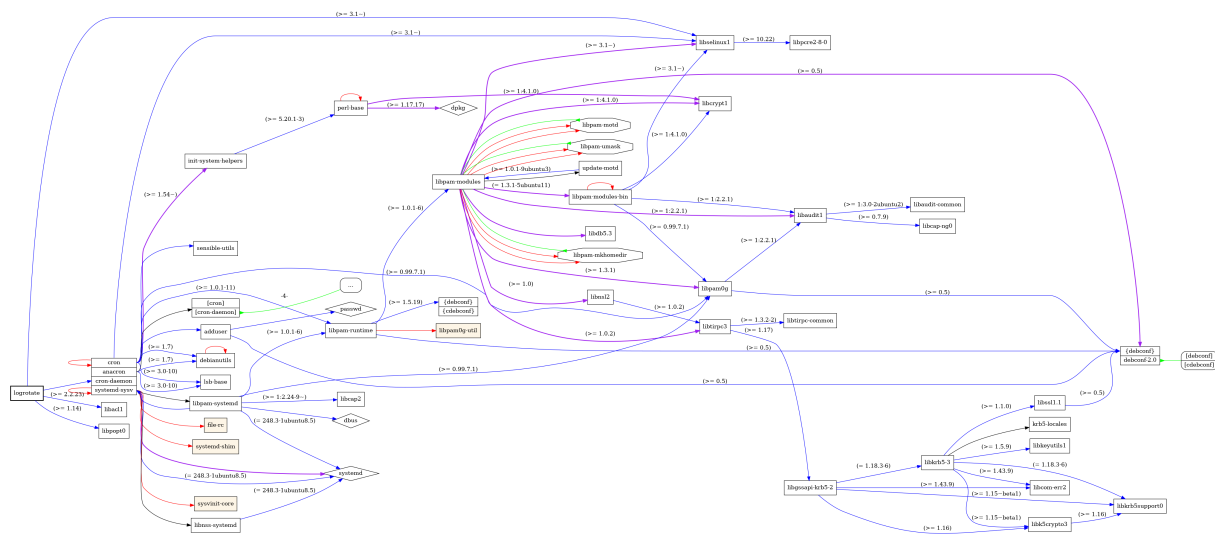 (>= 3.1~)
(>= 3.1~)
libselinux1
(>= 10.22)
libpcre2-8-0
(>= 3.1~)
(>= 3.1~)
(>= 0.5)
perl-base
(>= 1.17.17)
dpkg
(>= 1:4.1.0)
(>= 1:4.1.0)
libcrypt1
(>= 5.20.1-3)
libpam-motd
(>= 1:4.1.0)
libpam-umask
init-system-helpers
(>= 1.0.1-9ubuntu3)
update-motd
libpam-modules
(= 1.3.1-5ubuntu11)
libpam-modules-bin
(>= 1.54~)
(>= 1.0.1-6)
(>= 1:2.2.1)
(>= 1:2.2.1)
libaudit1
(>= 1:3.0-2ubuntu2)
libaudit-common
(>= 0.7.9)
libcap-ng0
(>= 0.99.7.1)
libdb5.3
(>= 1:2.2.1)
sensible-utils
libpam-mkhomedir
(>= 0.99.7.1)
(>= 1.3.1)
...
(>= 1.0.1-11)
(>= 1.0)
libpam0g
(>= 0.5)
-4-
[cron]
[cron-daemon]
passwd
(>= 1.5.19)
{debconf}
{cdebconf}
libnsl2
(>= 1.0.2)
adduser
(>= 1.0.1-6)
libpam-runtime
libpam0g-util
(>= 1.0.2)
libtirpc3
(>= 1.3.2-2)
libtirpc-common
(>= 1.17)
(>= 1.7)
(>= 1.7)
debianutils
(>= 0.5)
{debconf}
debconf-2.0
[debconf]
[cdebconf]
cron
anacron
cron-daemon
systemd-sysv
(>= 3.0-10)
(>= 3.0-10)
lsb-base
(>= 0.99.7.1)
(>= 0.5)
logrotate
(>= 2.2.23)
libacl1
(>= 1.14)
libpopt0
libpam-systemd
(>= 1:2.24-9~)
libcap2
dbus
(>= 0.5)
libssl1.1
(>= 1.1.0)
file-rc
(= 248.3-1ubuntu8.5)
krb5-locales
systemd-shim
(>= 1.5.9)
libkeyutils1
(= 248.3-1ubuntu8.5)
systemd
(= 1.18.3-6)
libkrb5-3
(= 1.18.3-6)
(>= 1.43.9)
libgssapi-krb5-2
(>= 1.43.9)
libcom-err2
(>= 1.15~beta1)
(= 248.3-1ubuntu8.5)
sysvinit-core
libkrb5support0
(>= 1.15~beta1)
(>= 1.16)
libnss-systemd
(>= 1.16)
libk5crypto3